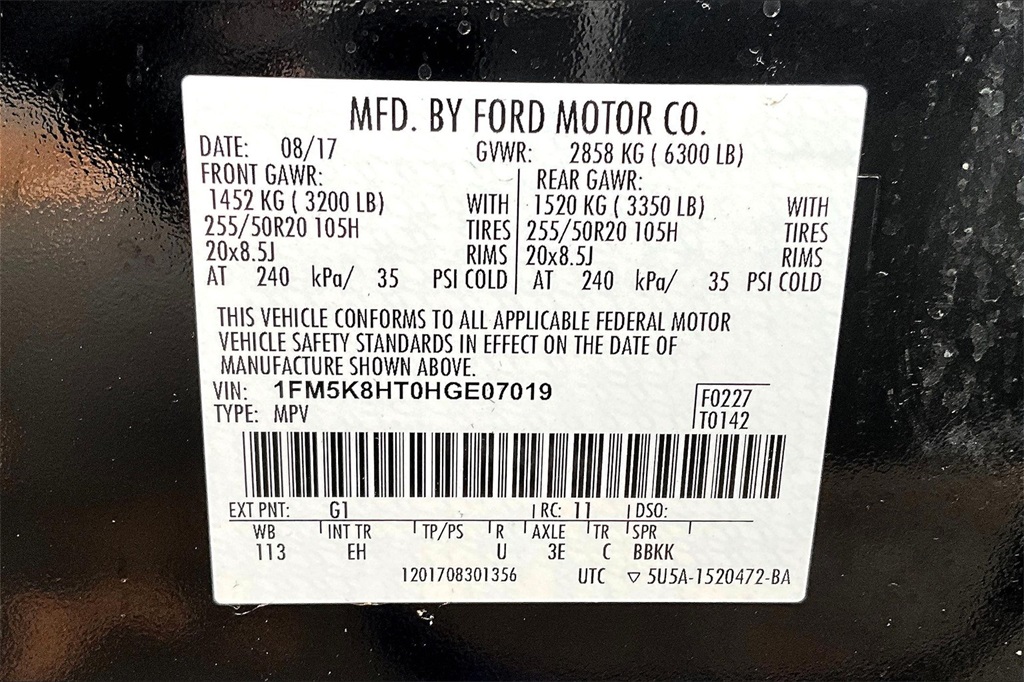 MFD. BY FORD MOTOR CO.
DATE: 08/17 GVWR: 2858 KG ( 6300 LB)
FRONT GAWR: REAR GAWR:
1452 KG ( 3200 LB) WITH 1520 KG ( 3350 LB) WITH
255/50R20 105H TIRES 255/50R20 105H TIRES
20x8.5J RIMS 20x8.5J RIMS
AT 240 kPa/ 35 PSI COLD AT 240 kPa/ 35 PSI COLD
THIS VEHICLE CONFORMS TO ALL APPLICABLE FEDERAL MOTOR
VEHICLE SAFETY STANDARDS IN EFFECT ON THE DATE OF
MANUFACTURE SHOWN ABOVE.
VIN: 1FM5K8HT0HGE07019 F0227
TYPE: MPV T0142
EXT PNT: G1 RC: 11 DSO:
WB INT TR TP/PS R AXLE TR SPR
113 EH U 3E C BBKK
1201708301356 UTC ▽ 5U5A-1520472-BA